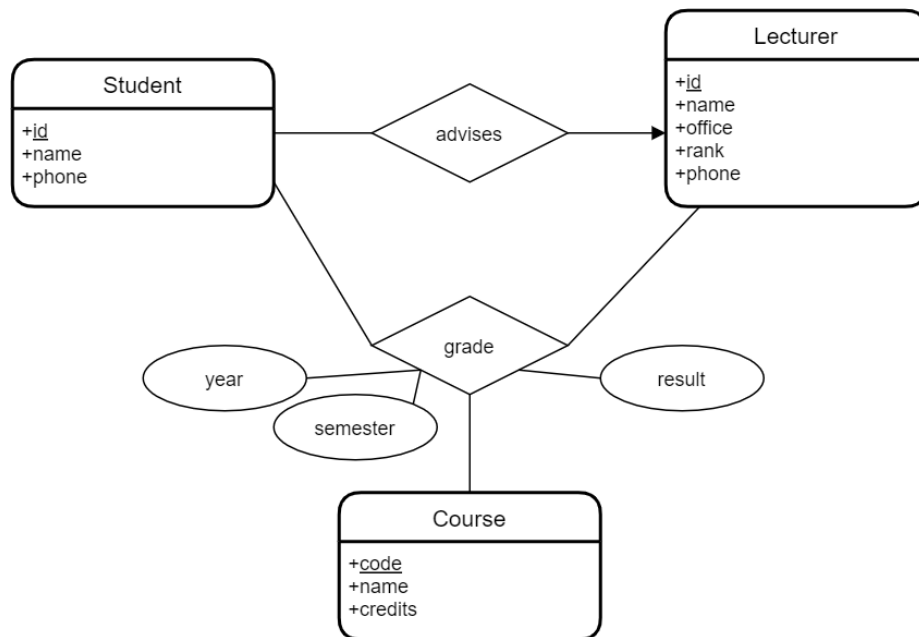 Student
+id
+name
+phone
advises
Lecturer
+id
+name
+office
+rank
+phone
grade
year
semester
result
Course
+code
+name
+credits